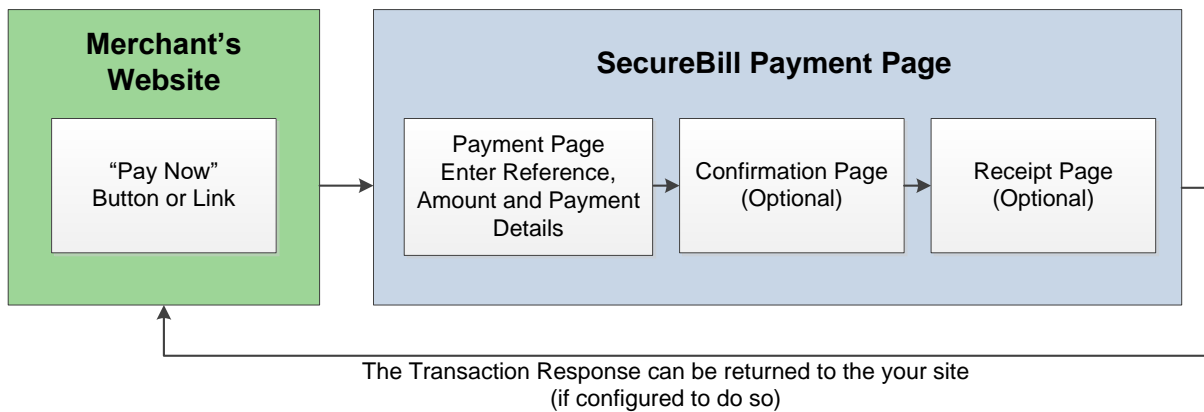 Merchant's
Website
"Pay Now"
Button or Link
SecureBill Payment Page
Payment Page
Enter Reference,
Amount and Payment
Details
Confirmation Page
(Optional)
Receipt Page
(Optional)
The Transaction Response can be returned to the your site
(if configured to do so)